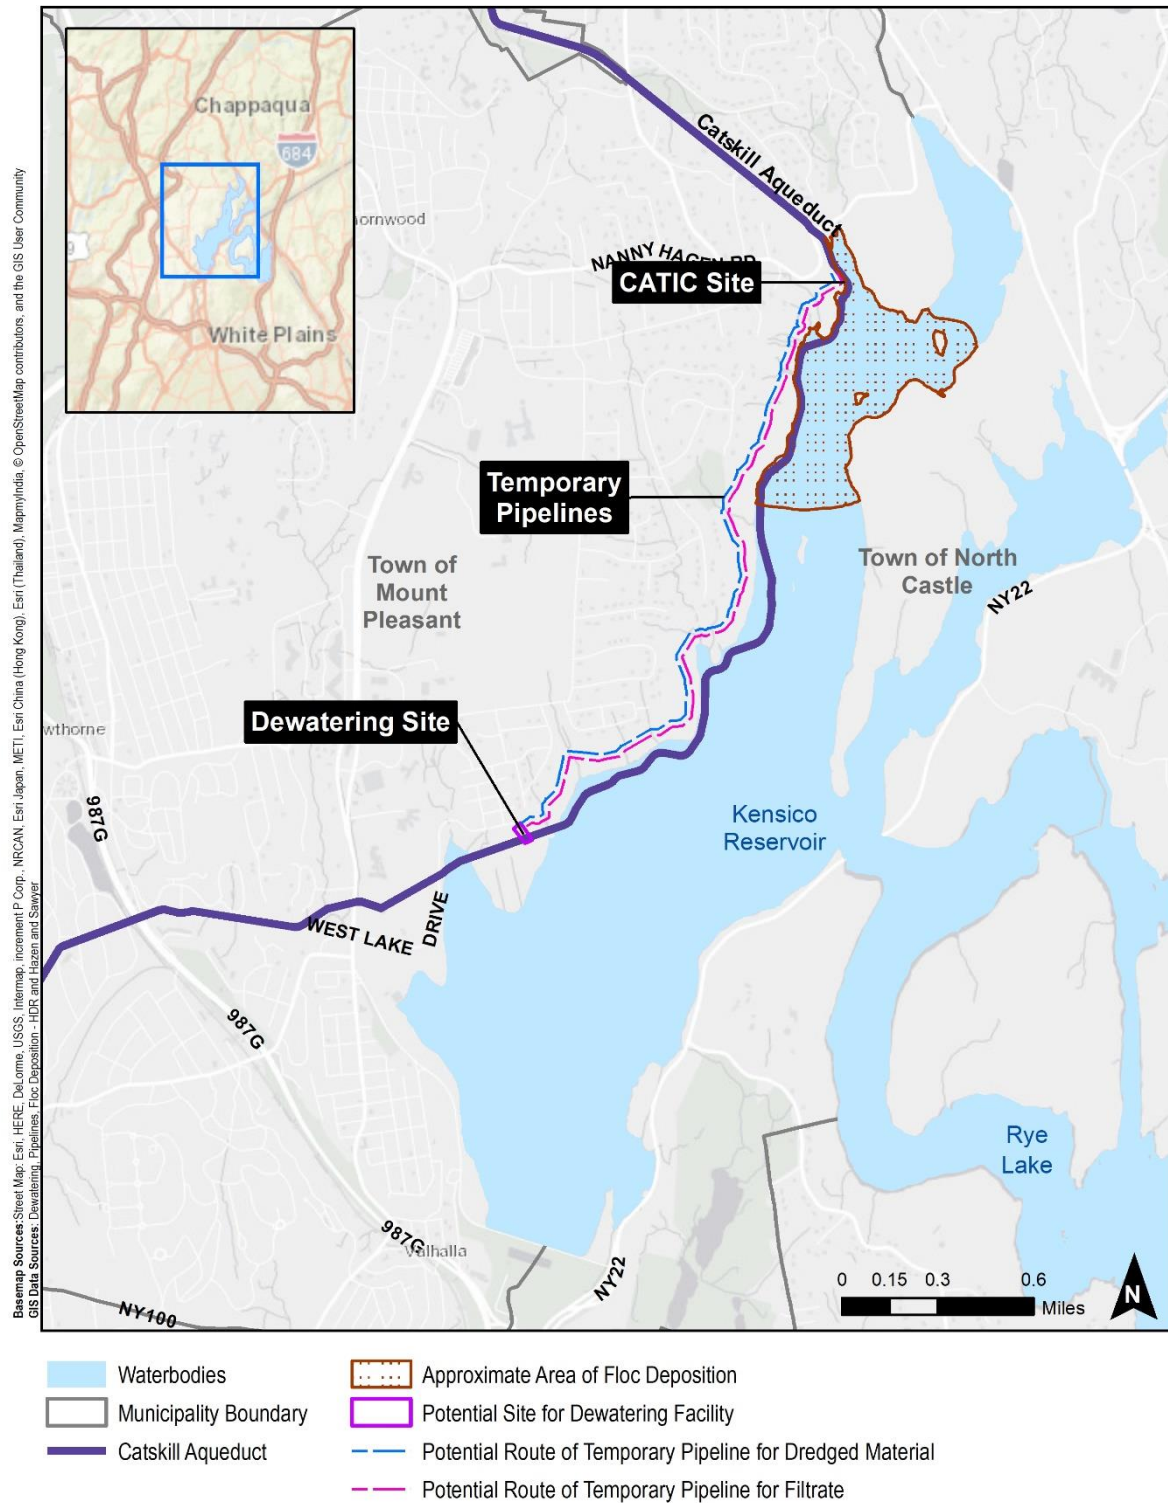 Chappaqua
684
White Plains
9
hornwood
Catskill Aqueduct
NANNY HAGEN RD
CATIC Site
Temporary
Pipelines
Town of
Mount
Pleasant
Town of North
Castle
NY22
Dewatering Site
wthorne
987G
Kensico
Reservoir
WEST LAKE
DRIVE
987G
Rye
Lake
987G
Valhalla
NY22
NY100
0 0.15 0.3 0.6
Miles
N
Basemap Sources:Street Map: Esri, HERE, DeLorme, USGS, Intermap, increment P Corp., NRCAN, Esri Japan, METI, Esri China (Hong Kong), Esri (Thailand), MapmyIndia, © OpenStreetMap contributors, and the GIS User Community
GIS Data Sources: Dewatering, Pipelines, Floc Deposition - HDR and Hazen and Sawyer
Waterbodies
Municipality Boundary
Catskill Aqueduct
Approximate Area of Floc Deposition
Potential Site for Dewatering Facility
Potential Route of Temporary Pipeline for Dredged Material
Potential Route of Temporary Pipeline for Filtrate